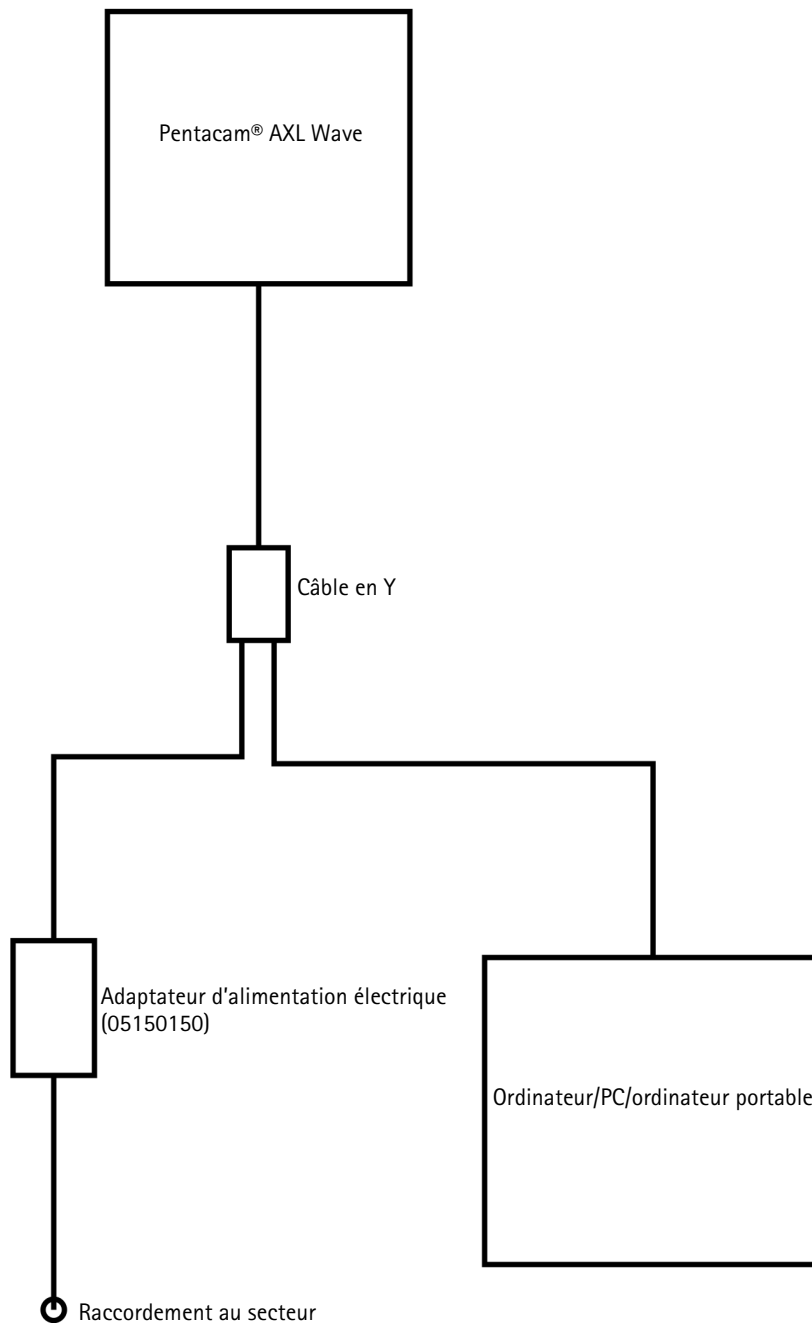 Pentacam® AXL Wave
Câble en Y
Adaptateur d'alimentation électrique
(05150150)
Ordinateur/PC/ordinateur portable
Raccordement au secteur